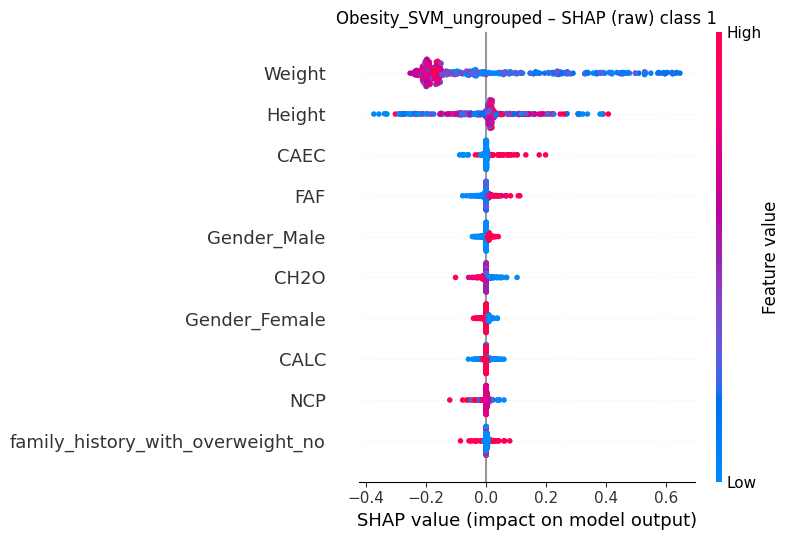 Obesity_SVM_ungrouped – SHAP (raw) class 1
High
Weight
Height
CAEC
FAF
Gender_Male
CH2O
Gender_Female
CALC
NCP
family_history_with_overweight_no
Feature value
Low
−0.4 −0.2 0.0 0.2 0.4 0.6
SHAP value (impact on model output)